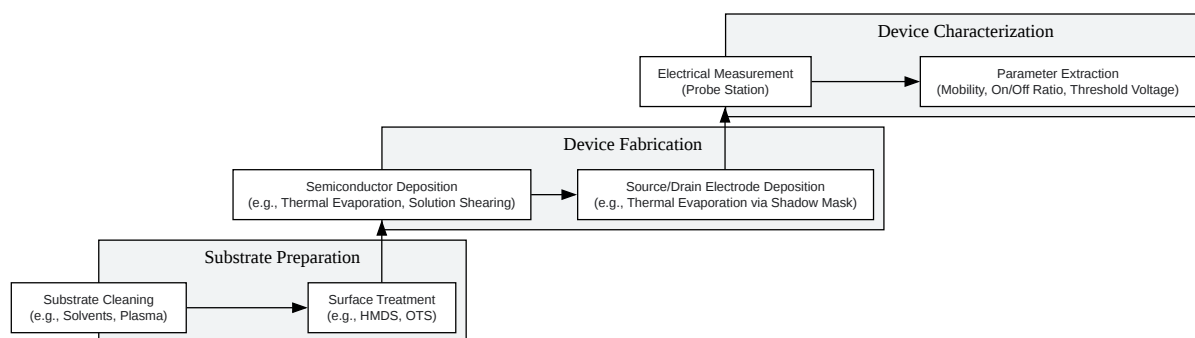 Device Characterization
Electrical Measurement
(Probe Station)
Parameter Extraction
(Mobility, On/Off Ratio, Threshold Voltage)
Device Fabrication
Semiconductor Deposition
(e.g., Thermal Evaporation, Solution Shearing)
Source/Drain Electrode Deposition
(e.g., Thermal Evaporation via Shadow Mask)
Substrate Preparation
Substrate Cleaning
(e.g., Solvents, Plasma)
Surface Treatment
(e.g., HMDS, OTS)